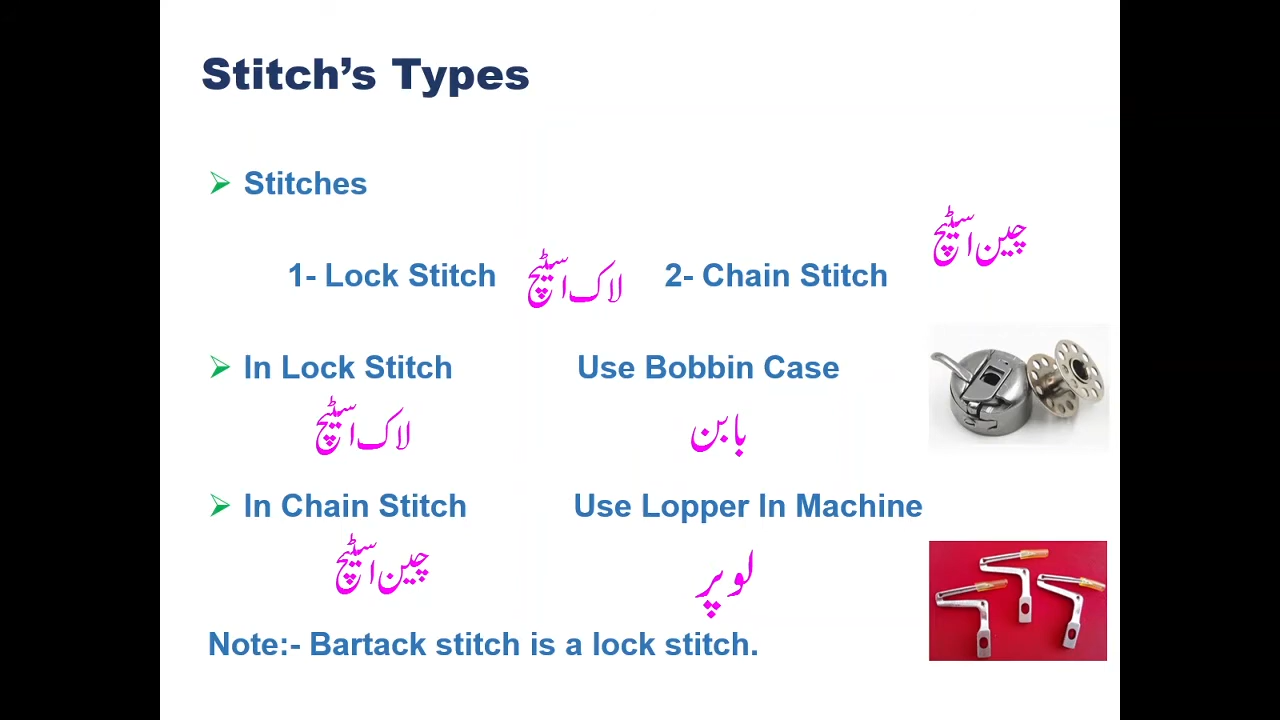 Stitch’s Types
➢ Stitches
چین اسٹیچ
1- Lock Stitch لاک اسٹیچ 2- Chain Stitch
➢ In Lock Stitch Use Bobbin Case
لاک اسٹیچ بابن
➢ In Chain Stitch Use Lopper In Machine
چین اسٹیچ لوپر
Note:- Bartack stitch is a lock stitch.